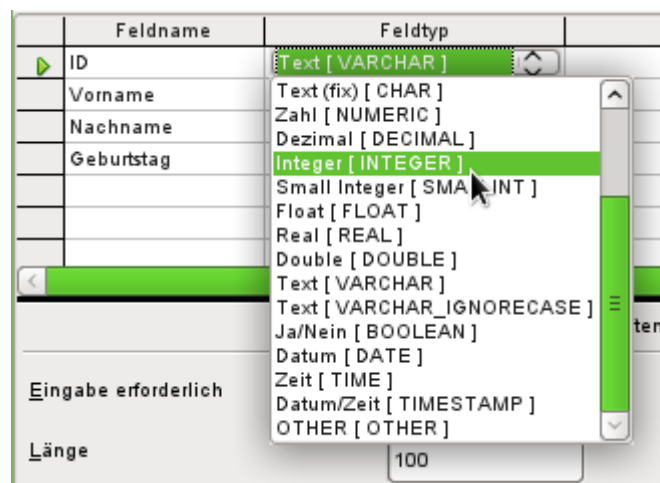 Feldname Feldtyp
ID Text [ VARCHAR ]
Vorname Text (fix) [ CHAR ]
Zahl [ NUMERIC ]
Nachname Dezimal [ DECIMAL ]
Geburtstag Integer [ INTEGER ]
Small Integer [ SMALLINT ]
Float [ FLOAT ]
Real [ REAL ]
Double [ DOUBLE ]
Text [ VARCHAR ]
Text [ VARCHAR_IGNORECASE ]
Ja/Nein [ BOOLEAN ]
Datum [ DATE ]
Zeit [ TIME ]
Datum/Zeit [ TIMESTAMP ]
OTHER [ OTHER ]
ten
Eingabe erforderlich
Länge 100